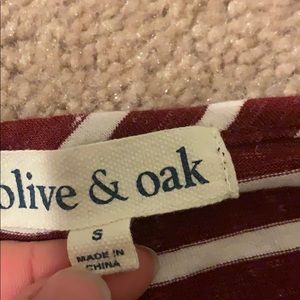 olive & oak
S
MADE IN
CHINA